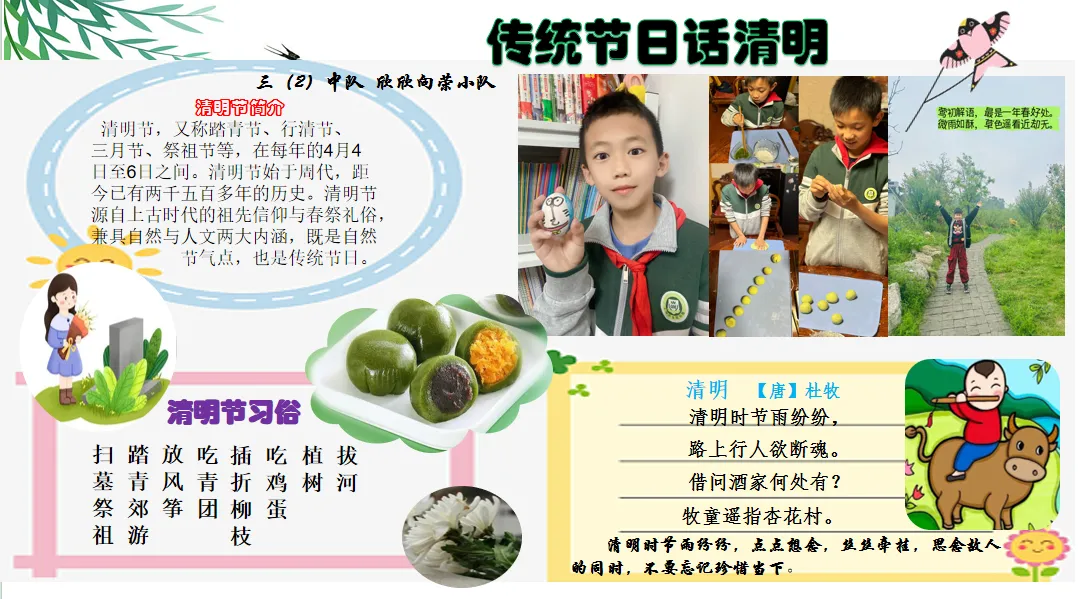 传统节日话清明
三（2）中队 欣欣向荣小队
清明节简介
清明节，又称踏青节、行清节、
三月节、祭祖节等，在每年的4月4
日至6日之间。清明节始于周代，距
今已有两千五百多年的历史。清明节
源自上古时代的祖先信仰与春祭礼俗，
兼具自然与人文两大内涵，既是自然
节气点，也是传统节日。
莺初解语，最是一年春好处。
微雨如酥，草色遥看近却无。
清明节习俗
扫墓祭祖
踏青郊游
放风筝
吃青团
插折柳枝
吃鸡蛋
植树
拔河
清明 【唐】杜牧
清明时节雨纷纷，
路上行人欲断魂。
借问酒家何处有？
牧童遥指杏花村。
清明时节雨纷纷，点点想念，丝丝牵挂，思念故人
的同时，不要忘记珍惜当下。